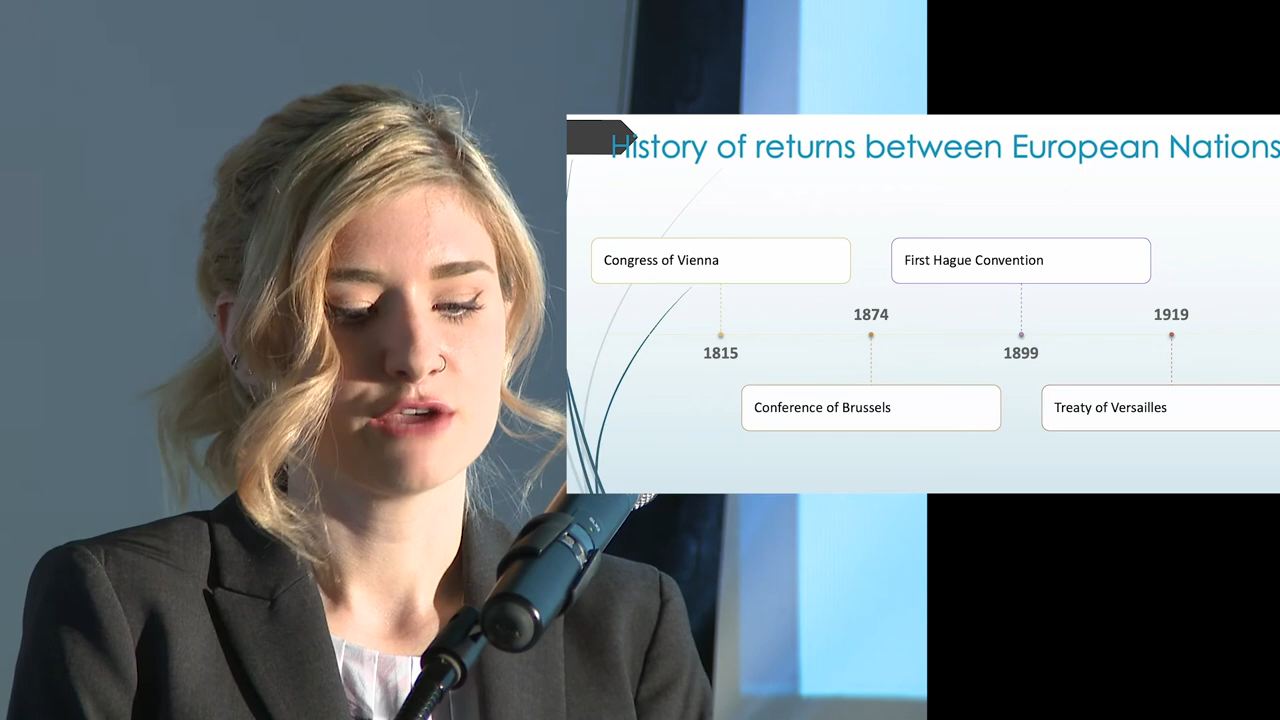 History of returns between European Nations
Congress of Vienna
First Hague Convention
1874
1919
1815
1899
Conference of Brussels
Treaty of Versailles